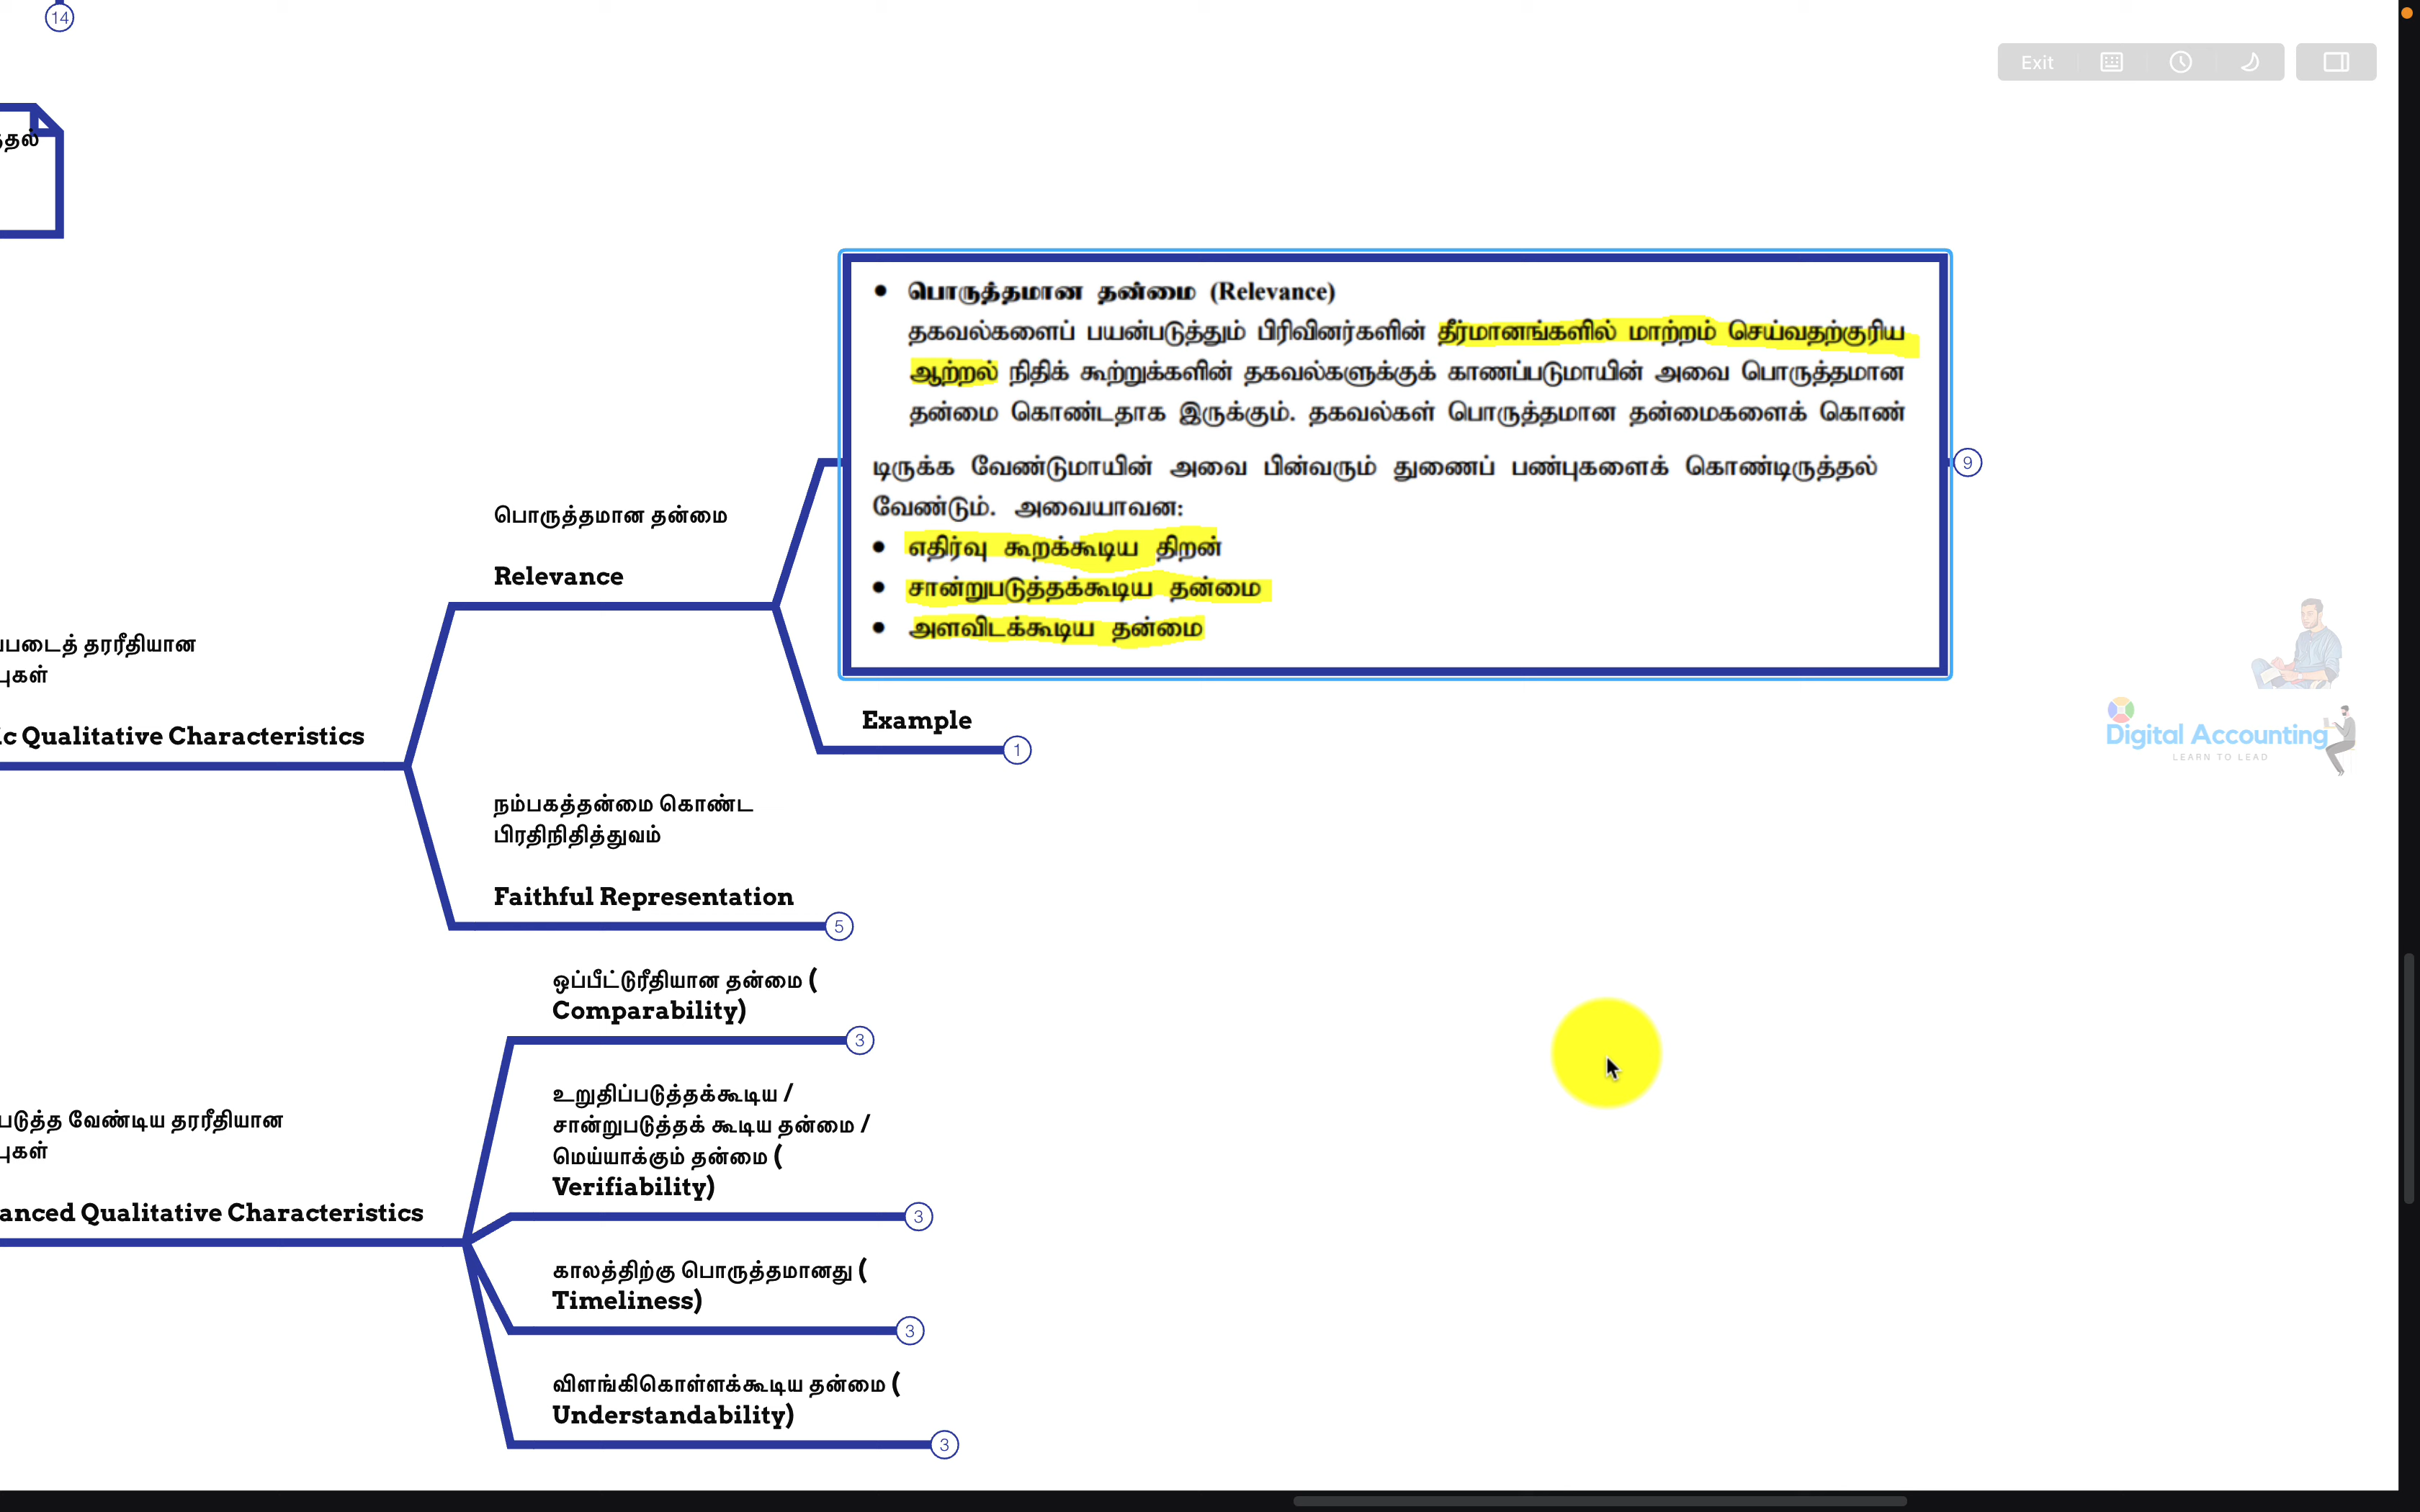 14
Exit
பொருத்தமான தன்மை (Relevance)
தகவல்களைப் பயன்படுத்தும் பிரிவினர்களின் தீர்மானங்களில் மாற்றம் செய்வதற்குரிய
ஆற்றல் நிதிக் கூற்றுக்களின் தகவல்களுக்குக் காணப்படுமாயின் அவை பொருத்தமான
தன்மை கொண்டதாக இருக்கும். தகவல்கள் பொருத்தமான தன்மைகளைக் கொண்
டிருக்க வேண்டுமாயின் அவை பின்வரும் துணைப் பண்புகளைக் கொண்டிருத்தல்
வேண்டும். அவையாவன:
எதிர்வு கூறக்கூடிய திறன்
சான்றுபடுத்தக்கூடிய தன்மை
அளவிடக்கூடிய தன்மை
9
பொருத்தமான தன்மை
Relevance
Example
1
படைத் தரரீதியான
புகள்
ic Qualitative Characteristics
நம்பகத்தன்மை கொண்ட
பிரதிநிதித்துவம்
Faithful Representation
5
Digital Accounting
LEARN TO LEAD
ஒப்பீட்டுரீதியான தன்மை (
Comparability)
3
உறுதிப்படுத்தக்கூடிய /
சான்றுபடுத்தக் கூடிய தன்மை /
மெய்யாக்கும் தன்மை (
Verifiability)
3
படுத்த வேண்டிய தரரீதியான
புகள்
anced Qualitative Characteristics
காலத்திற்கு பொருத்தமானது (
Timeliness)
3
விளங்கிகொள்ளக்கூடிய தன்மை (
Understandability)
3